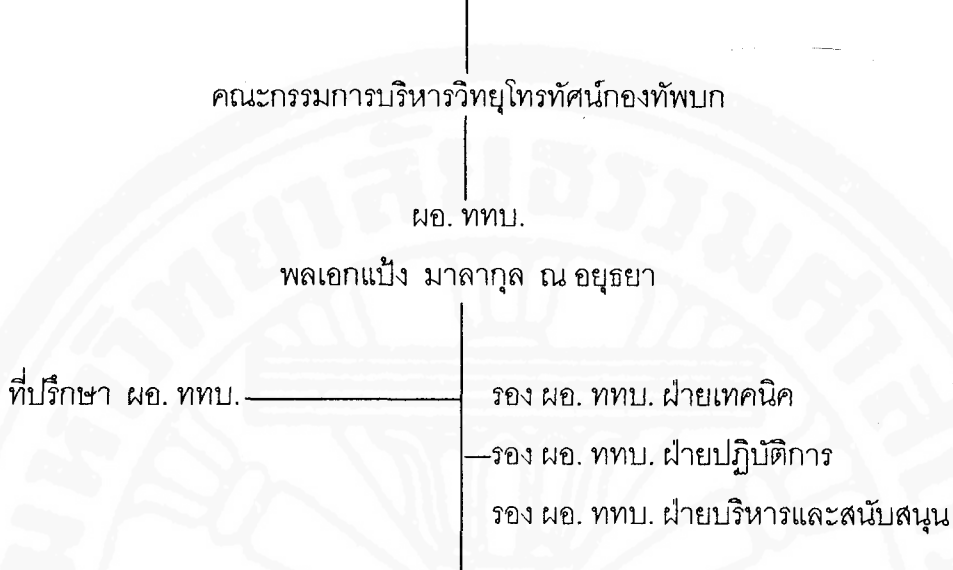 คณะกรรมการบริหารวิทยุโทรทัศน์กองทัพบก
ผอ. ททบ.
พลเอกแป้ง มาลากุล ณ อยุธยา
ที่ปรึกษา ผอ. ททบ.
รอง ผอ. ททบ. ฝ่ายเทคนิค
รอง ผอ. ททบ. ฝ่ายปฏิบัติการ
รอง ผอ. ททบ. ฝ่ายบริหารและสนับสนุน